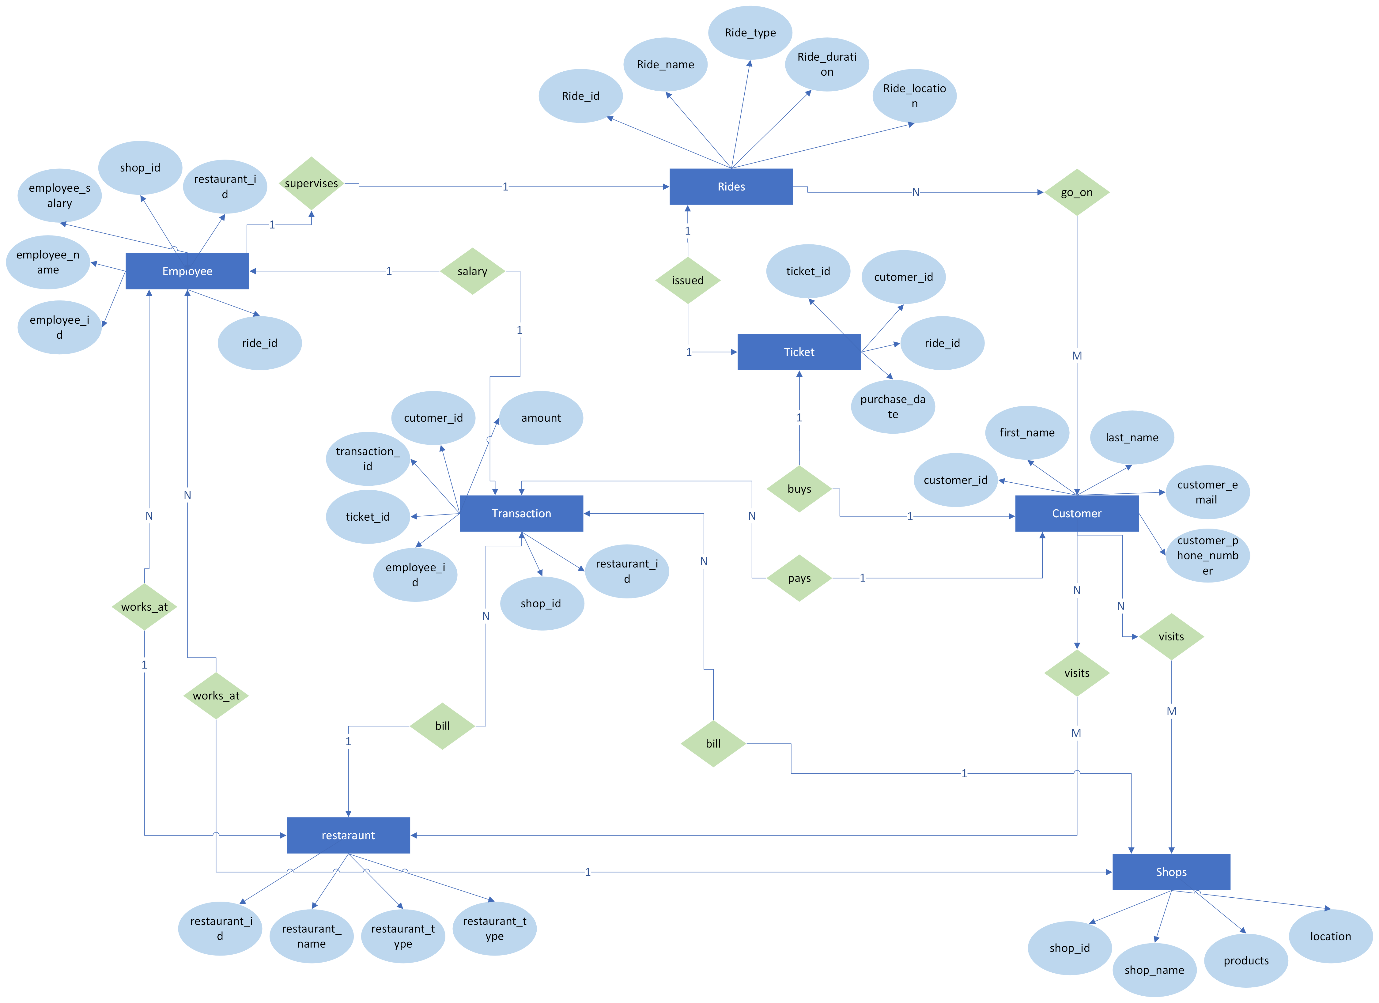 Ride_type
Ride_name
Ride_durati
on
Ride_id
Ride_locatio
n
shop_id
restaurant_i
d
employee_s
alary
supervises
1
Rides
N
go_on
1
1
employee_n
ame
Employee
1
salary
issued
ticket_id
cutomer_id
employee_i
d
ride_id
1
1
Ticket
ride_id
M
purchase_da
te
cutomer_id
amount
1
first_name
last_name
transaction_
id
customer_id
customer_e
mail
buys
N
ticket_id
Transaction
N
N
1
Customer
customer_p
hone_numb
er
employee_i
d
restaurant_i
d
N
pays
1
shop_id
N
N
N
works_at
visits
1
visits
works_at
bill
bill
M
M
1
1
restaraunt
1
Shops
restaurant_i
d
restaurant_
name
restaurant_t
ype
restaurant_t
ype
shop_id
shop_name
products
location